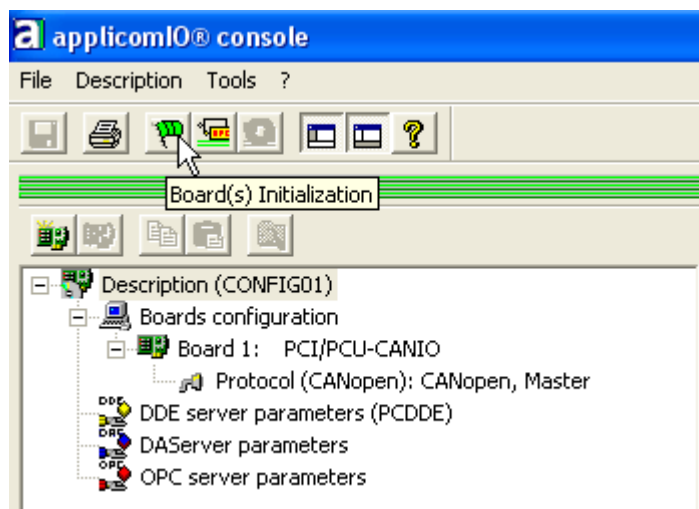 applicomIO® console
File Description Tools ?
Board(s) Initialization
Description (CONFIG01)
Boards configuration
Board 1: PCI/PCU-CANIO
Protocol (CANopen): CANopen, Master
DDE server parameters (PCDDE)
DAServer parameters
OPC server parameters